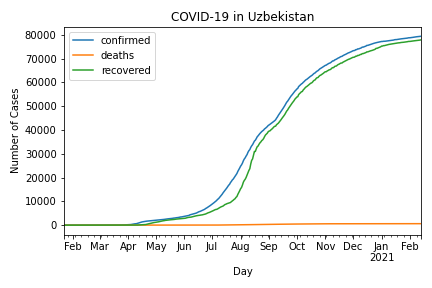 COVID-19 in Uzbekistan
confirmed
deaths
recovered
Number of Cases
80000
70000
60000
50000
40000
30000
20000
10000
0
Feb Mar Apr May Jun Jul Aug Sep Oct Nov Dec Jan Feb
2021
Day